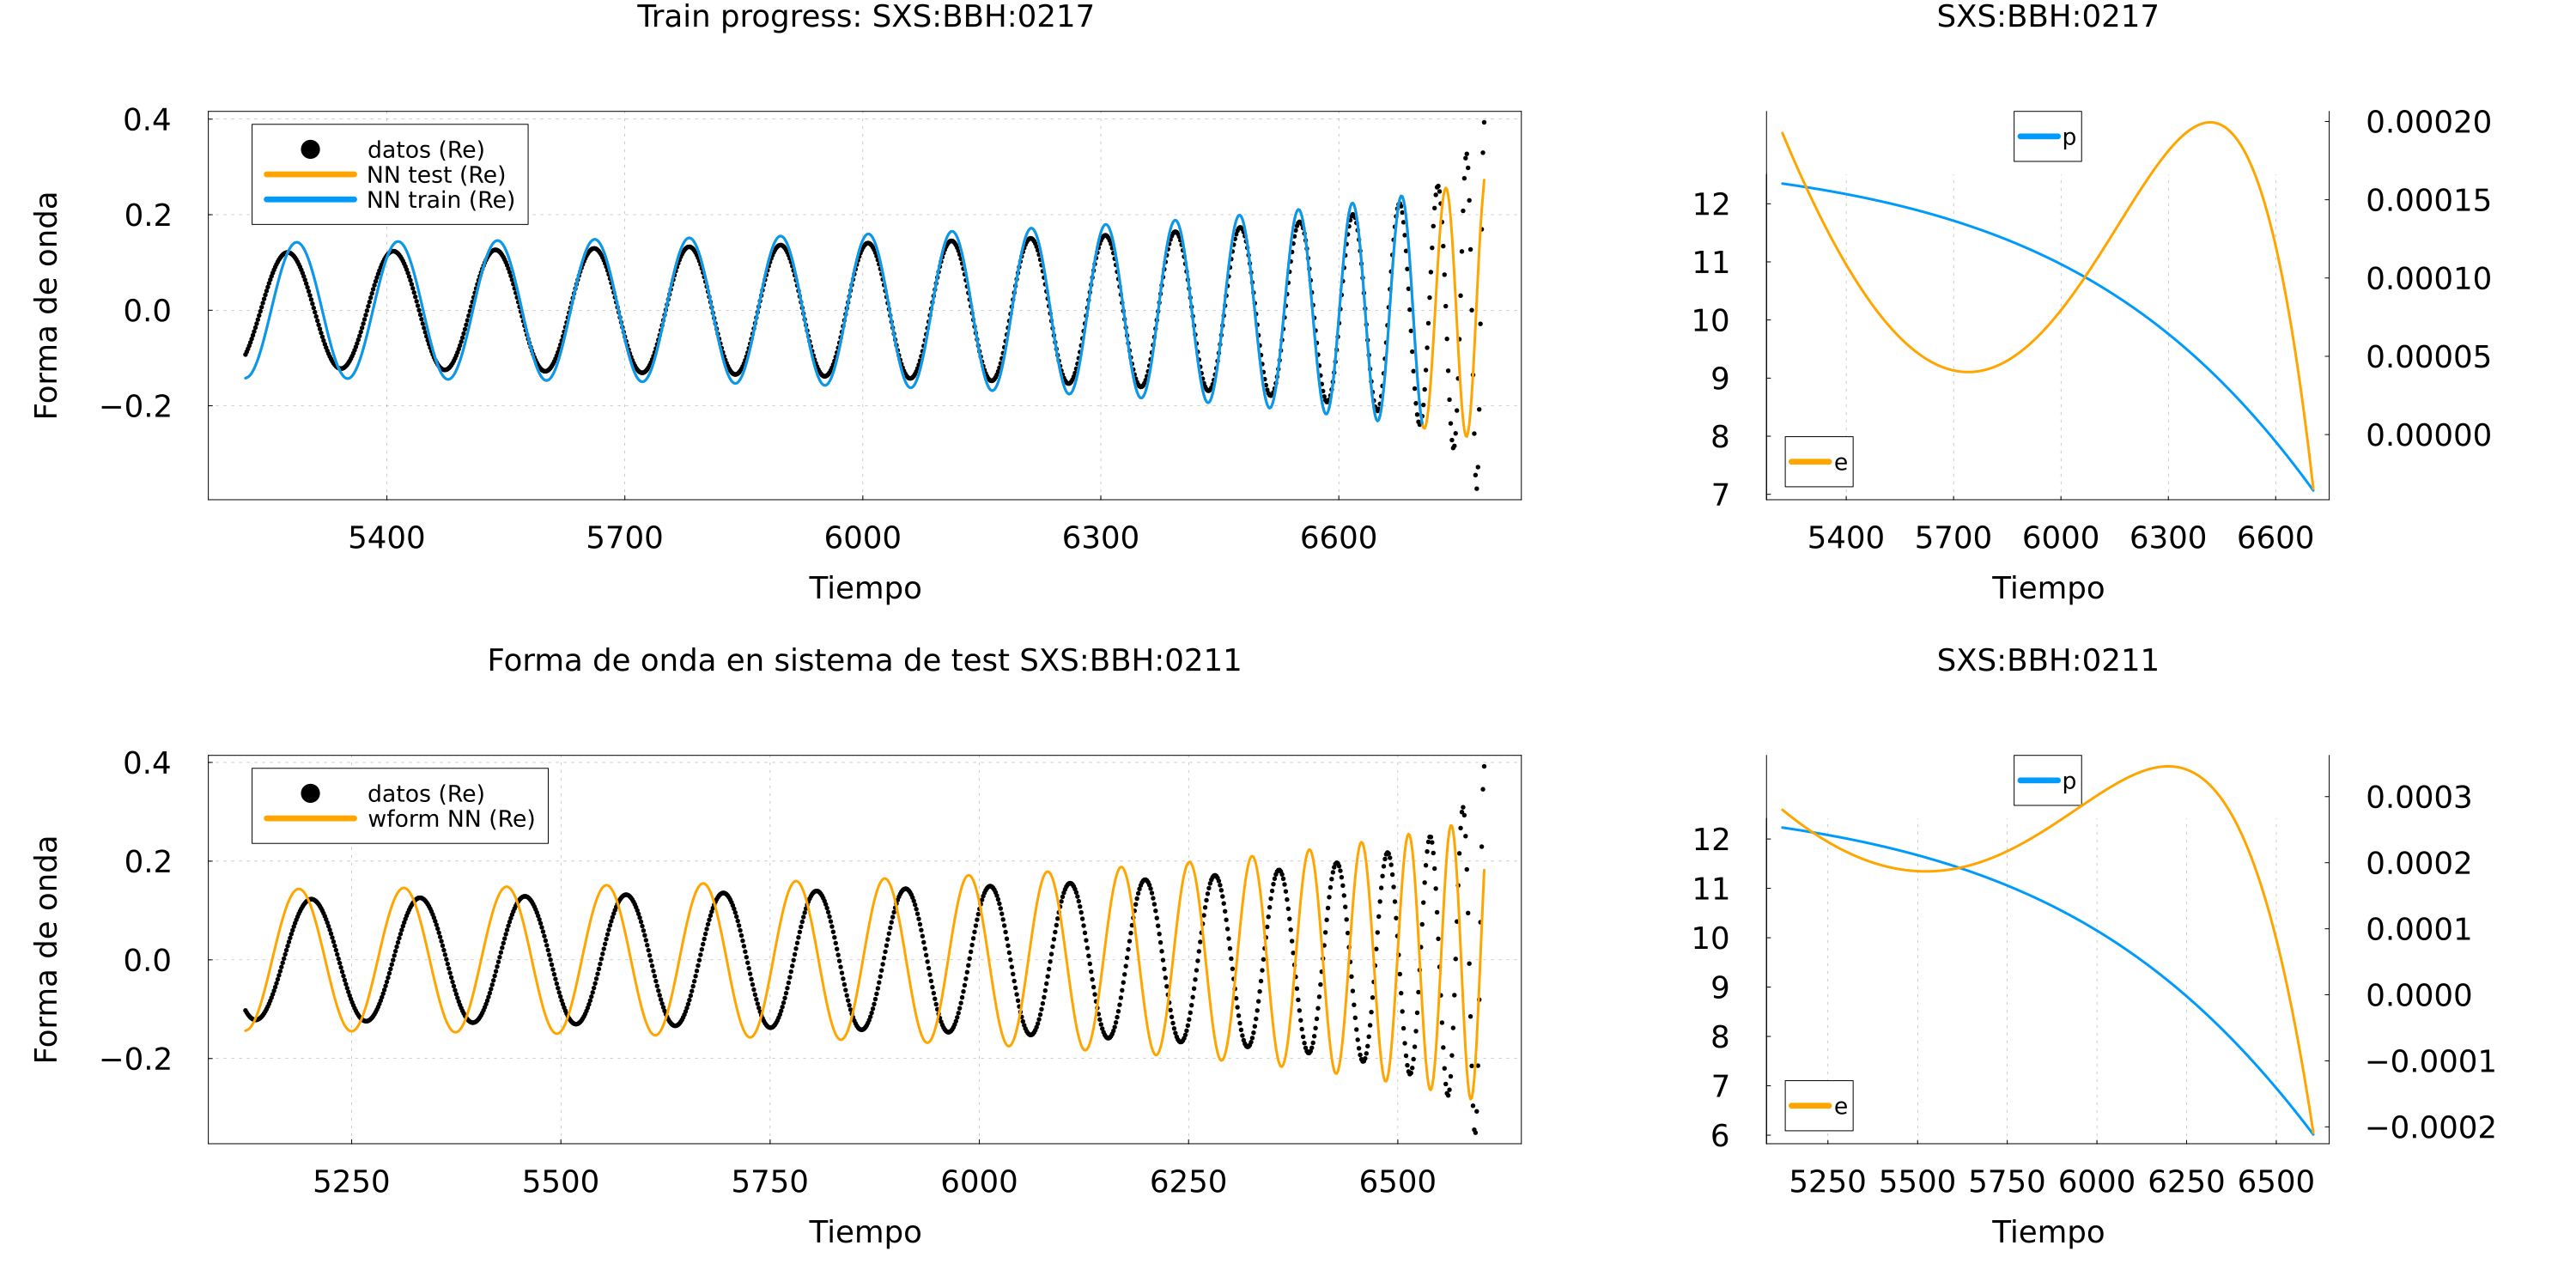 Train progress: SXS:BBH:0217
Forma de onda
0.4
0.2
0.0
−0.2
datos (Re)
NN test (Re)
NN train (Re)
5400 5700 6000 6300 6600
Tiempo
SXS:BBH:0217
12
11
10
9
8
7
p
e
0.00020
0.00015
0.00010
0.00005
0.00000
5400 5700 6000 6300 6600
Tiempo
Forma de onda en sistema de test SXS:BBH:0211
Forma de onda
0.4
0.2
0.0
−0.2
datos (Re)
wform NN (Re)
5250 5500 5750 6000 6250 6500
Tiempo
SXS:BBH:0211
12
11
10
9
8
7
6
p
e
0.0003
0.0002
0.0001
0.0000
−0.0001
−0.0002
5250 5500 5750 6000 6250 6500
Tiempo